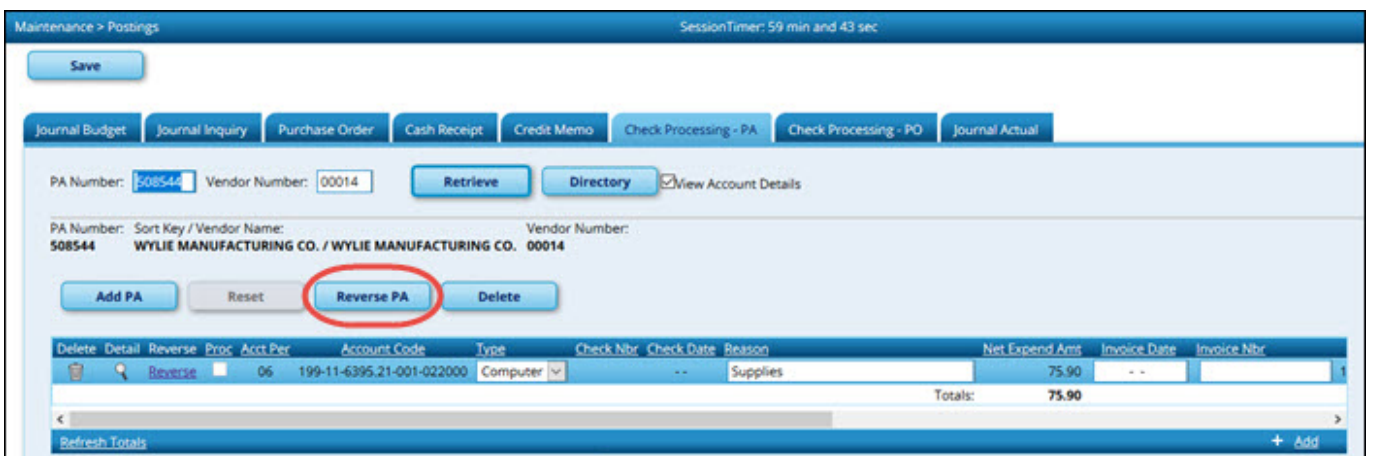 Maintenance > Postings SessionTimer: 59 min and 43 sec
Save
Journal Budget Journal Inquiry Purchase Order Cash Receipt Credit Memo Check Processing - PA Check Processing - PO Journal Actual
PA Number: 508544 Vendor Number: 00014 Retrieve Directory View Account Details
PA Number: Sort Key / Vendor Name: Vendor Number:
508544 WYLIE MANUFACTURING CO. / WYLIE MANUFACTURING CO. 00014
Add PA Reset Reverse PA Delete
Delete Detail Reverse Proc Acct Per Account Code Type Check Nbr Check Date Reason Net Expend Amt Invoice Date Invoice Nbr
Reverse 06 199-11-6395.21-001-022000 Computer - - Supplies 75.90 - - 1
Totals: 75.90
< >
Refresh Totals + Add